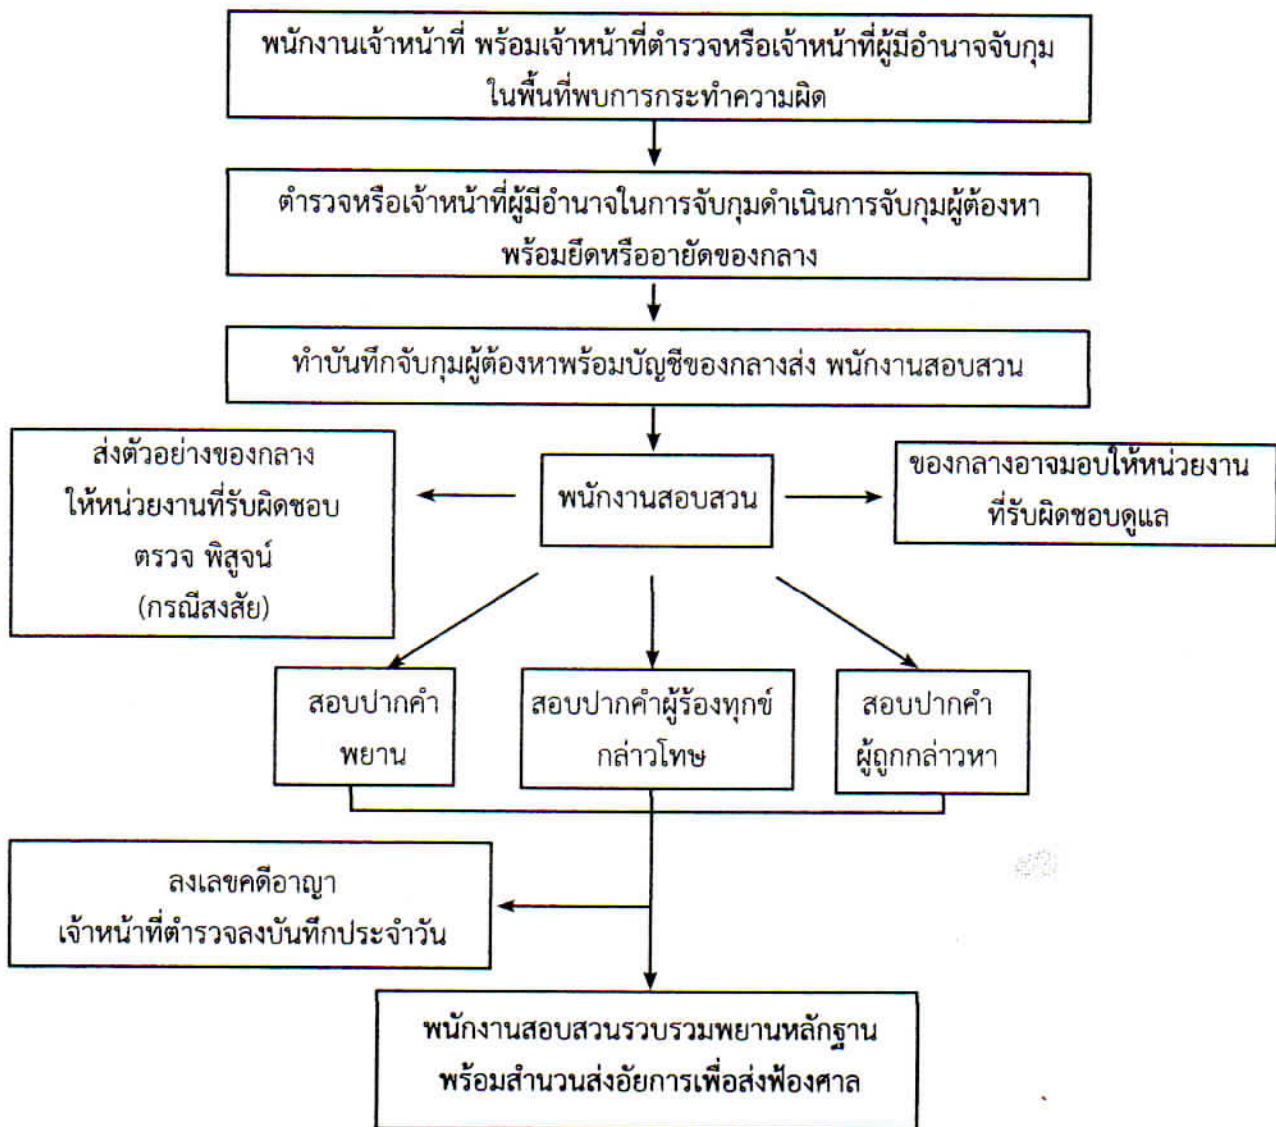 พนักงานเจ้าหน้าที่ พร้อมเจ้าหน้าที่ตำรวจหรือเจ้าหน้าที่ผู้มีอำนาจจับกุม
ในพื้นที่พบการกระทำความผิด
ตำรวจหรือเจ้าหน้าที่ผู้มีอำนาจในการจับกุมดำเนินการจับกุมผู้ต้องหา
พร้อมยึดหรืออายัดของกลาง
ทำบันทึกจับกุมผู้ต้องหาพร้อมบัญชีของกลางส่ง พนักงานสอบสวน
ส่งตัวอย่างของกลาง
ให้หน่วยงานที่รับผิดชอบ
ตรวจ พิสูจน์
(กรณีสงสัย)
พนักงานสอบสวน
ของกลางอาจมอบให้หน่วยงาน
ที่รับผิดชอบดูแล
สอบปากคำ
พยาน
สอบปากคำผู้ร้องทุกข์
กล่าวโทษ
สอบปากคำ
ผู้ถูกกล่าวหา
ลงเลขคดีอาญา
เจ้าหน้าที่ตำรวจลงบันทึกประจำวัน
พนักงานสอบสวนรวบรวมพยานหลักฐาน
พร้อมสำนวนส่งอัยการเพื่อส่งฟ้องศาล